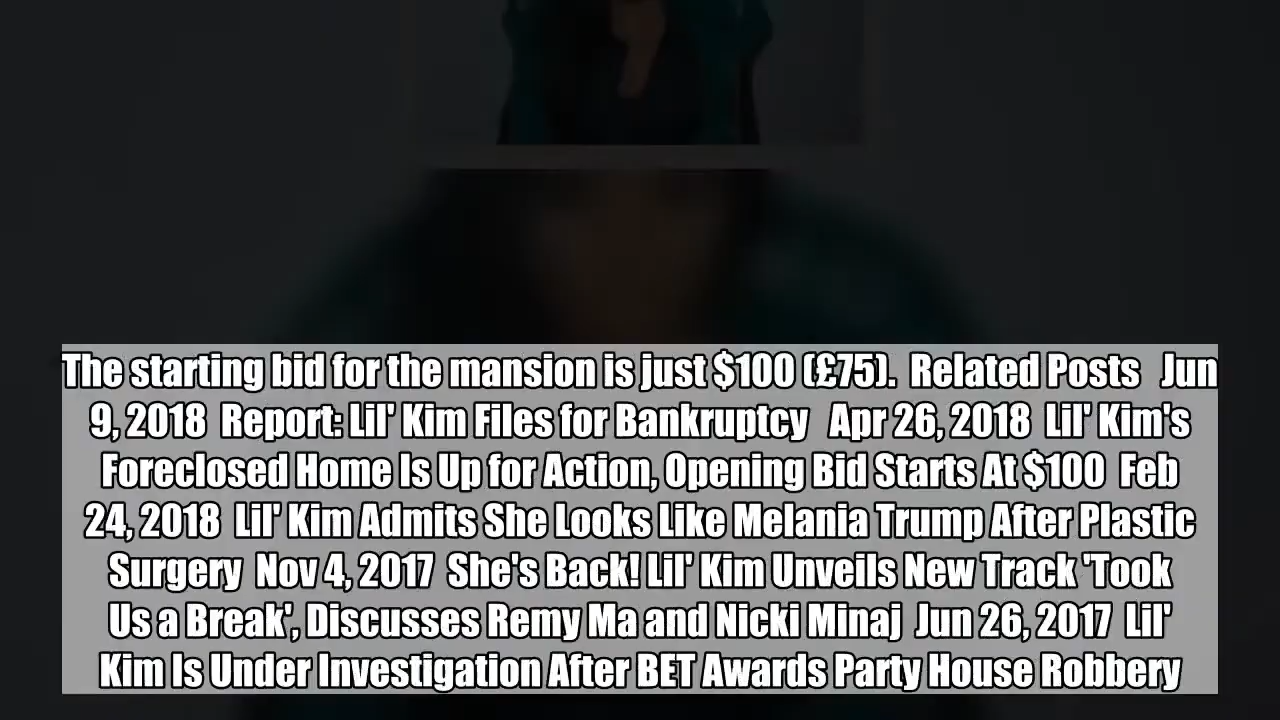 The starting bid for the mansion is just $100 (£75).  Related Posts   Jun
9, 2018  Report: Lil' Kim Files for Bankruptcy   Apr 26, 2018  Lil' Kim's
Foreclosed Home Is Up for Action, Opening Bid Starts At $100  Feb
24, 2018  Lil' Kim Admits She Looks Like Melania Trump After Plastic
Surgery  Nov 4, 2017  She's Back! Lil' Kim Unveils New Track 'Took
Us a Break', Discusses Remy Ma and Nicki Minaj  Jun 26, 2017  Lil'
Kim Is Under Investigation After BET Awards Party House Robbery